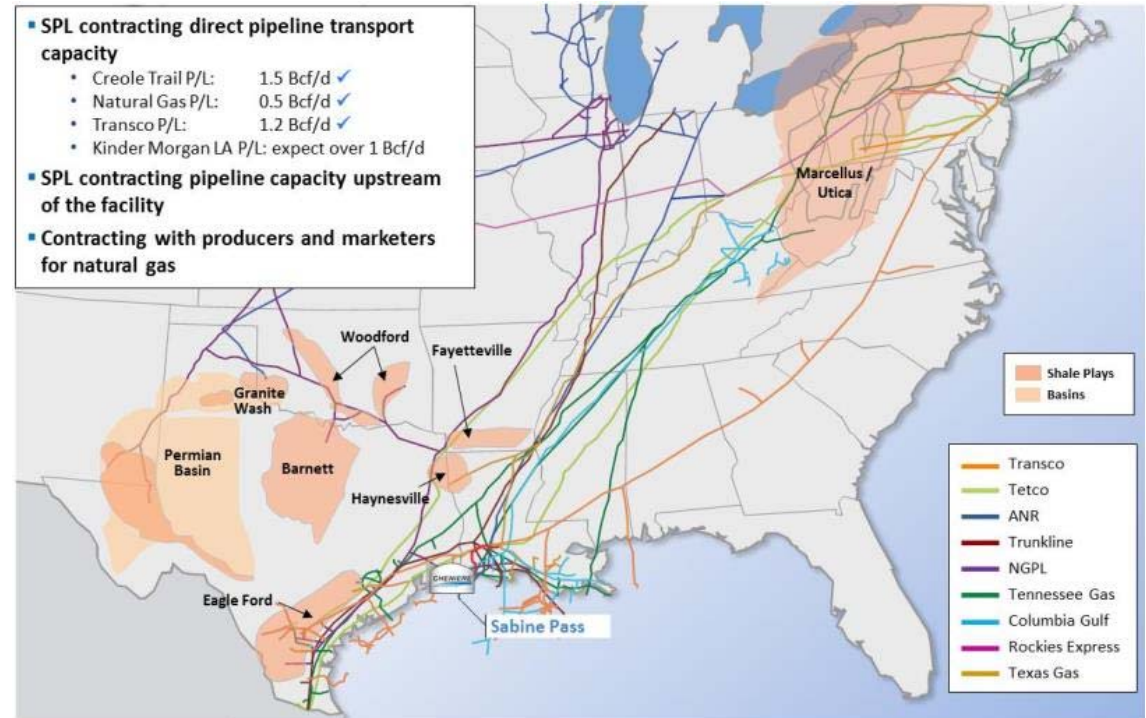 ▪ SPL contracting direct pipeline transport
capacity
• Creole Trail P/L: 1.5 Bcf/d ✓
• Natural Gas P/L: 0.5 Bcf/d ✓
• Transco P/L: 1.2 Bcf/d ✓
• Kinder Morgan LA P/L: expect over 1 Bcf/d
▪ SPL contracting pipeline capacity upstream
of the facility
▪ Contracting with producers and marketers
for natural gas
Marcellus /
Utica
Woodford
Fayetteville
Granite
Wash
Permian
Basin
Barnett
Haynesville
Eagle Ford
CHENIERE
Sabine Pass
Shale Plays
Basins
Transco
Tetco
ANR
Trunkline
NGPL
Tennessee Gas
Columbia Gulf
Rockies Express
Texas Gas